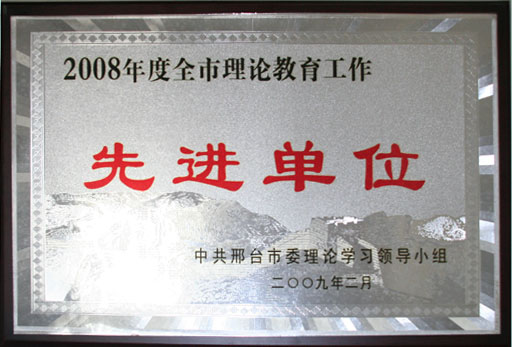 2008年度全市理论教育工作
先进单位
中共邢台市委理论学习领导小组
二〇〇九年二月